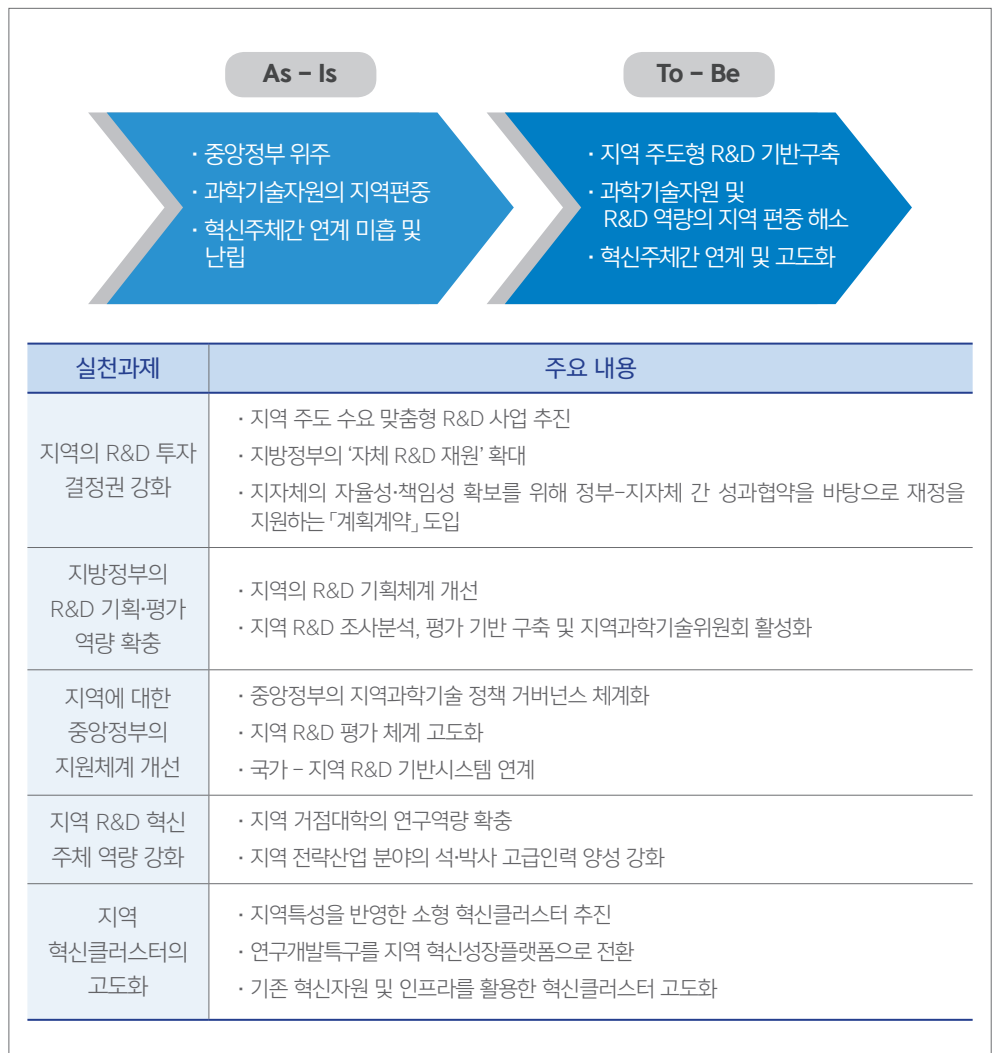 As – Is
· 중앙정부 위주
· 과학기술자원의 지역편중
· 혁신주체간 연계 미흡 및
난립
To – Be
· 지역 주도형 R&D 기반구축
· 과학기술자원 및
R&D 역량의 지역 편중 해소
· 혁신주체간 연계 및 고도화
실천과제
주요 내용
지역의 R&D 투자
결정권 강화
· 지역 주도 수요 맞춤형 R&D 사업 추진
· 지방정부의 ‘자체 R&D 재원’ 확대
· 지자체의 자율성·책임성 확보를 위해 정부–지자체 간 성과협약을 바탕으로 재정을
지원하는 「계획계약」 도입
지방정부의
R&D 기획·평가
역량 확충
· 지역의 R&D 기획체계 개선
· 지역 R&D 조사분석, 평가 기반 구축 및 지역과학기술위원회 활성화
지역에 대한
중앙정부의
지원체계 개선
· 중앙정부의 지역과학기술 정책 거버넌스 체계화
· 지역 R&D 평가 체계 고도화
· 국가 – 지역 R&D 기반시스템 연계
지역 R&D 혁신
주체 역량 강화
· 지역 거점대학의 연구역량 확충
· 지역 전략산업 분야의 석·박사 고급인력 양성 강화
지역
혁신클러스터의
고도화
· 지역특성을 반영한 소형 혁신클러스터 추진
· 연구개발특구를 지역 혁신성장플랫폼으로 전환
· 기존 혁신자원 및 인프라를 활용한 혁신클러스터 고도화